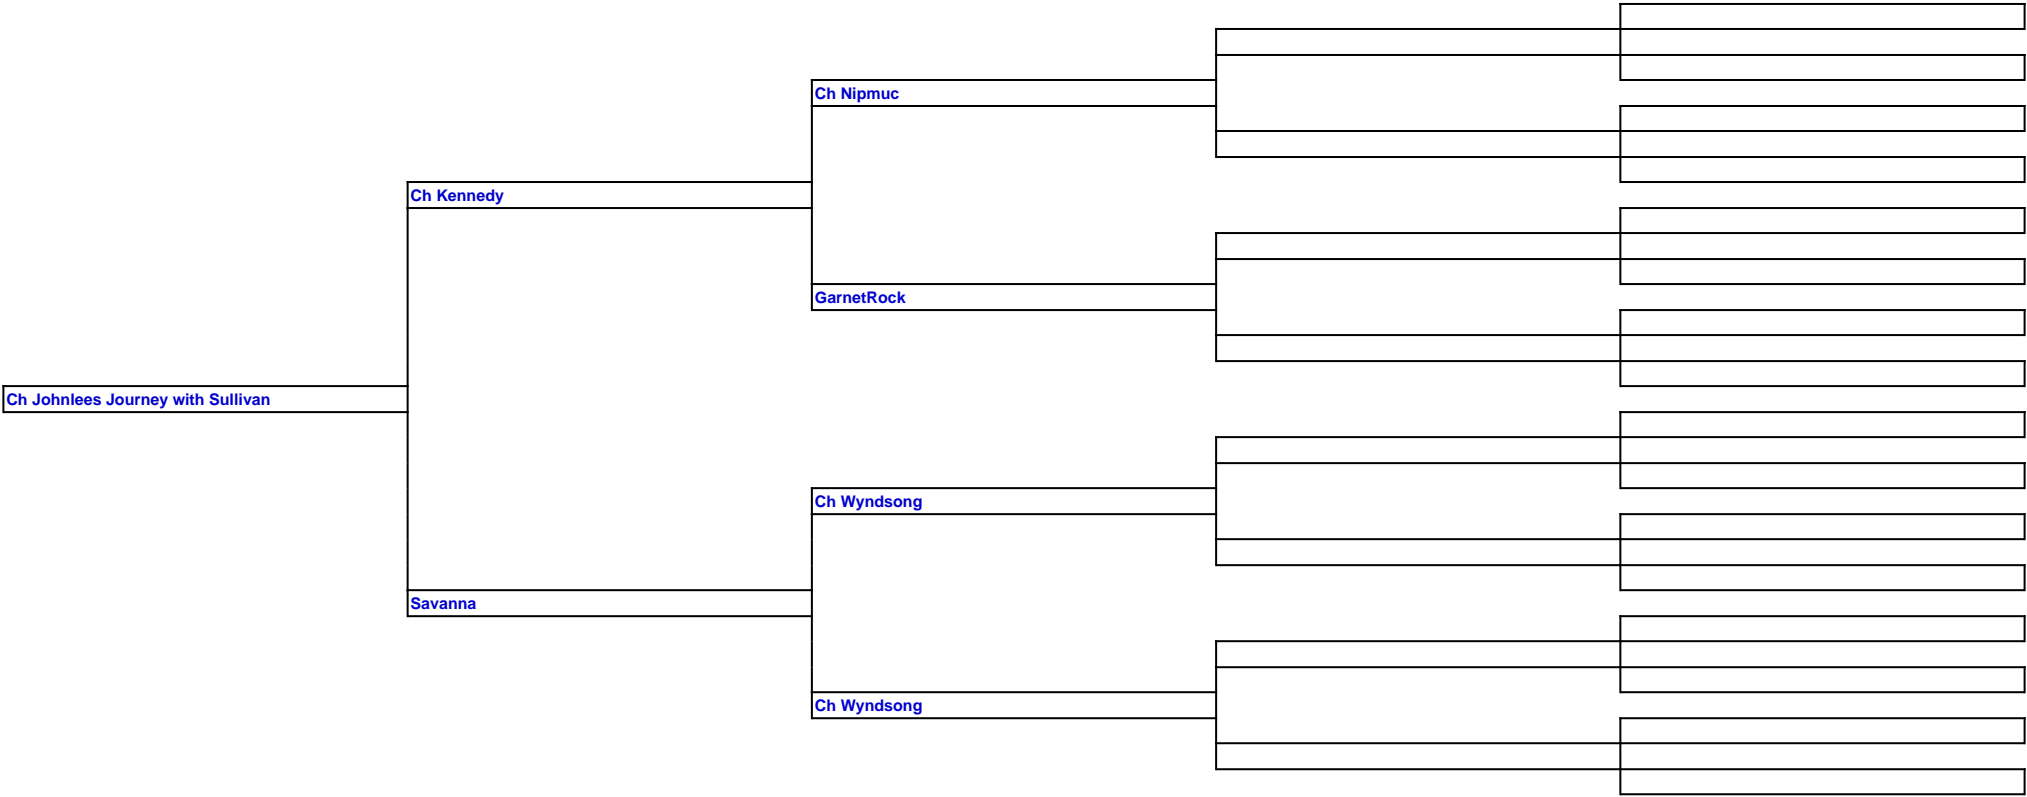 Ch Nipmuc
Ch Kennedy
GarnetRock
Ch Johnlees Journey with Sullivan
Ch Wyndsong
Savanna
Ch Wyndsong